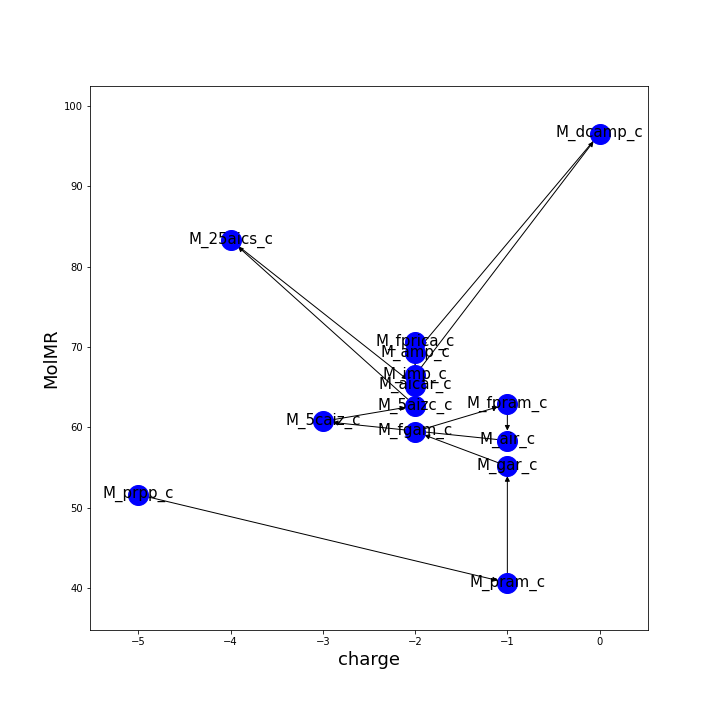 100
90
80
70
60
50
40
MolMR
M_dcamp_c
M_25aics_c
M_fprica_c
M_amp_c
M_imp_c
M_aicar_c
M_5aizc_c
M_fpram_c
M_5caiz_c
M_fgam_c
M_air_c
M_gar_c
M_prpp_c
M_pram_c
−5
−4
−3
−2
−1
0
charge